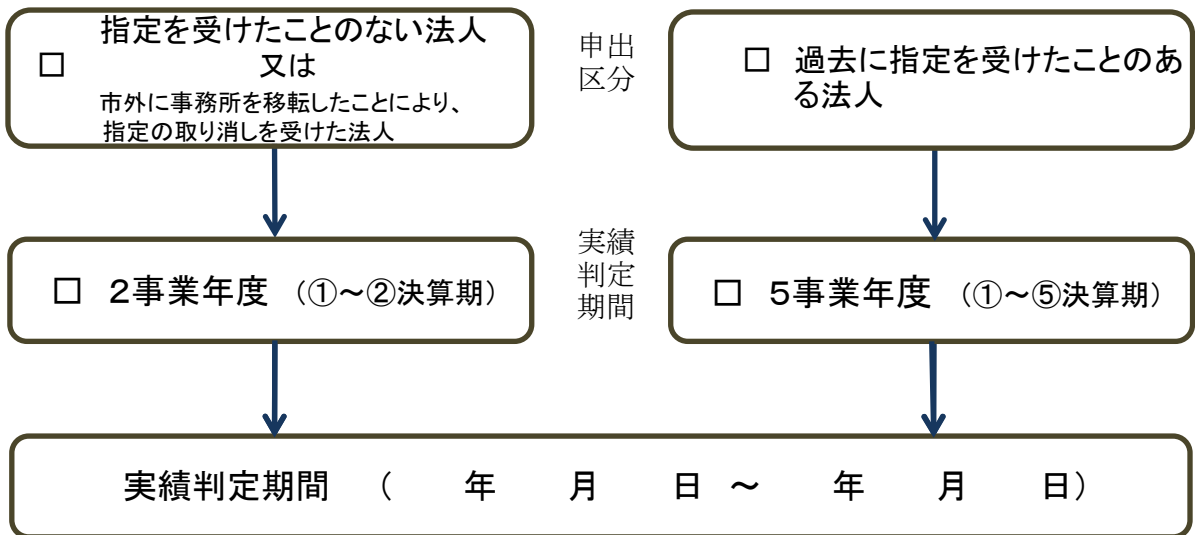 □ 指定を受けたことのない法人
又は
市外に事務所を移転したことにより、
指定の取り消しを受けた法人
申出
区分
□ 過去に指定を受けたことのあ
る法人
□ 2事業年度 (①~②決算期)
実績
判定
期間
□ 5事業年度 (①~⑤決算期)
実績判定期間 ( 年 月 日 ~ 年 月 日)